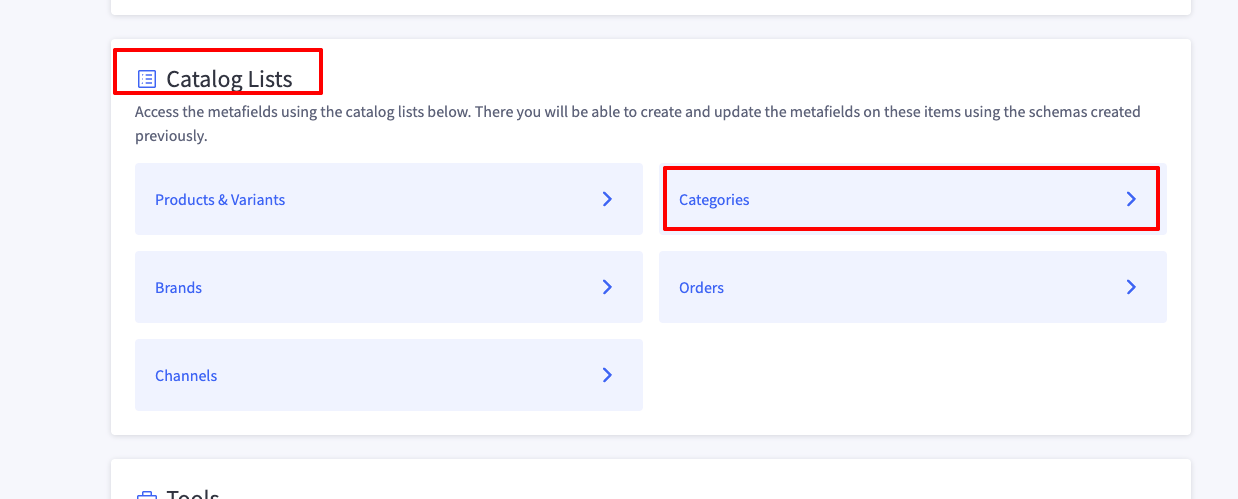 Catalog Lists
Access the metafields using the catalog lists below. There you will be able to create and update the metafields on these items using the schemas created
previously.
Products & Variants
Categories
Brands
Orders
Channels
Tools